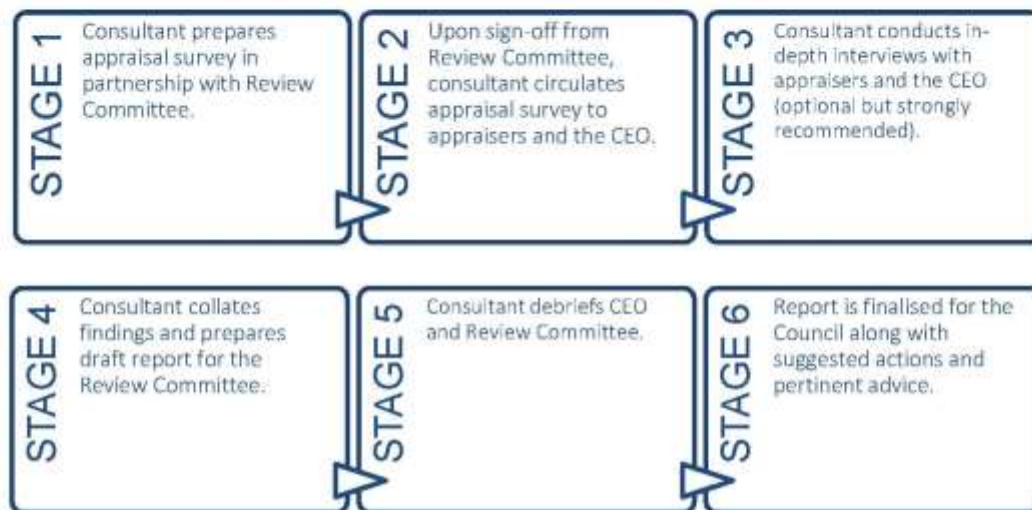 STAGE 1
Consultant prepares
appraisal survey in
partnership with Review
Committee.
STAGE 2
Upon sign-off from
Review Committee,
consultant circulates
appraisal survey to
appraisers and the CEO.
STAGE 3
Consultant conducts in-
depth interviews with
appraisers and the CEO
(optional but strongly
recommended).
STAGE 4
Consultant collates
findings and prepares
draft report for the
Review Committee.
STAGE 5
Consultant debriefs CEO
and Review Committee.
STAGE 6
Report is finalised for the
Council along with
suggested actions and
pertinent advice.